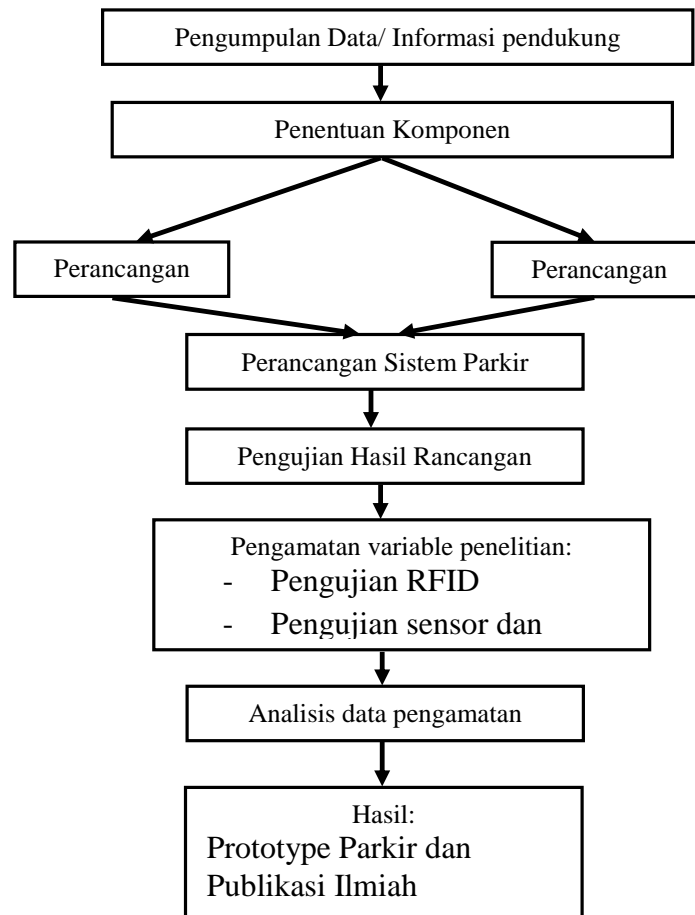 Pengumpulan Data/ Informasi pendukung
Penentuan Komponen
Perancangan
Perancangan
Perancangan Sistem Parkir
Pengujian Hasil Rancangan
Pengamatan variable penelitian:
- Pengujian RFID
- Pengujian sensor dan
Analisis data pengamatan
Hasil:
Prototype Parkir dan
Publikasi Ilmiah